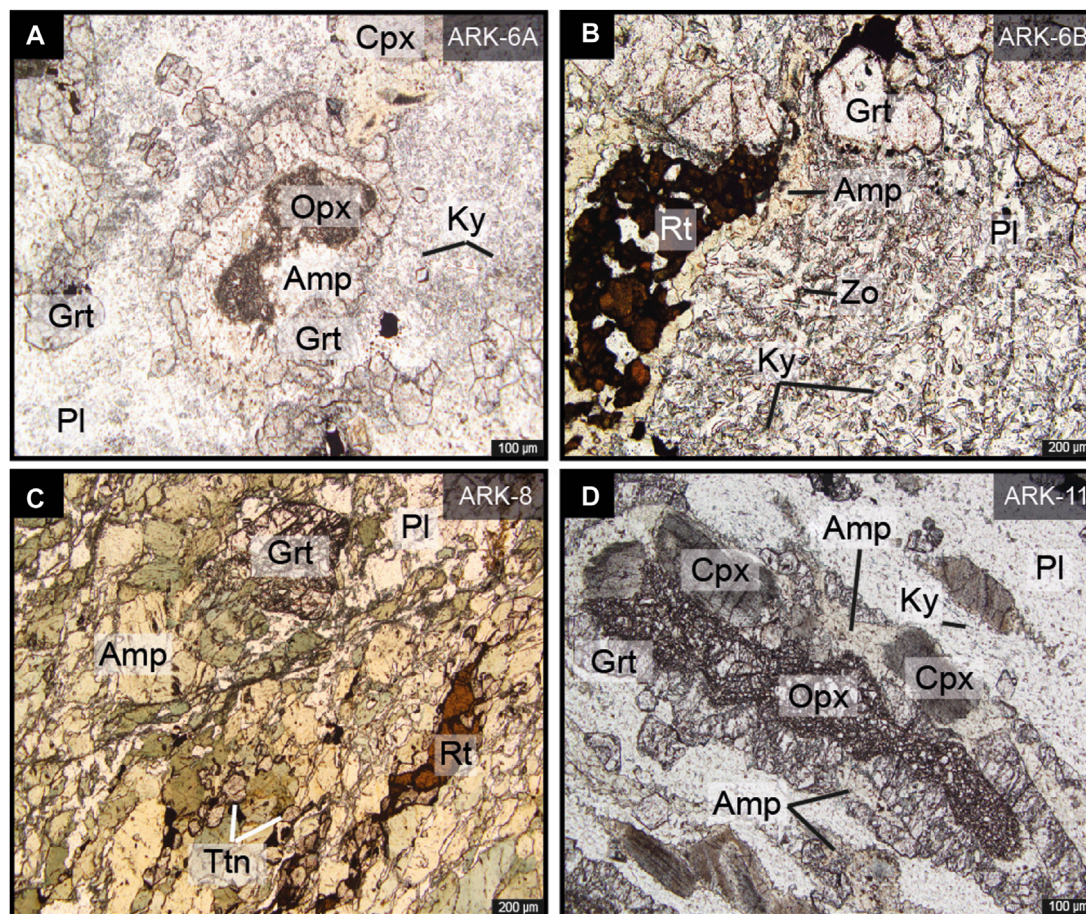 A
Cpx
ARK-6A
Opx
Ky
Amp
Grt
Grt
Pl
100 µm
B
ARK-6B
Grt
Amp
Rt
Pl
Zo
Ky
200 µm
C
ARK-8
Pl
Grt
Amp
Rt
Ttn
200 µm
D
ARK-11
Amp
Cpx
Pl
Ky
Grt
Cpx
Opx
Amp
100 µm